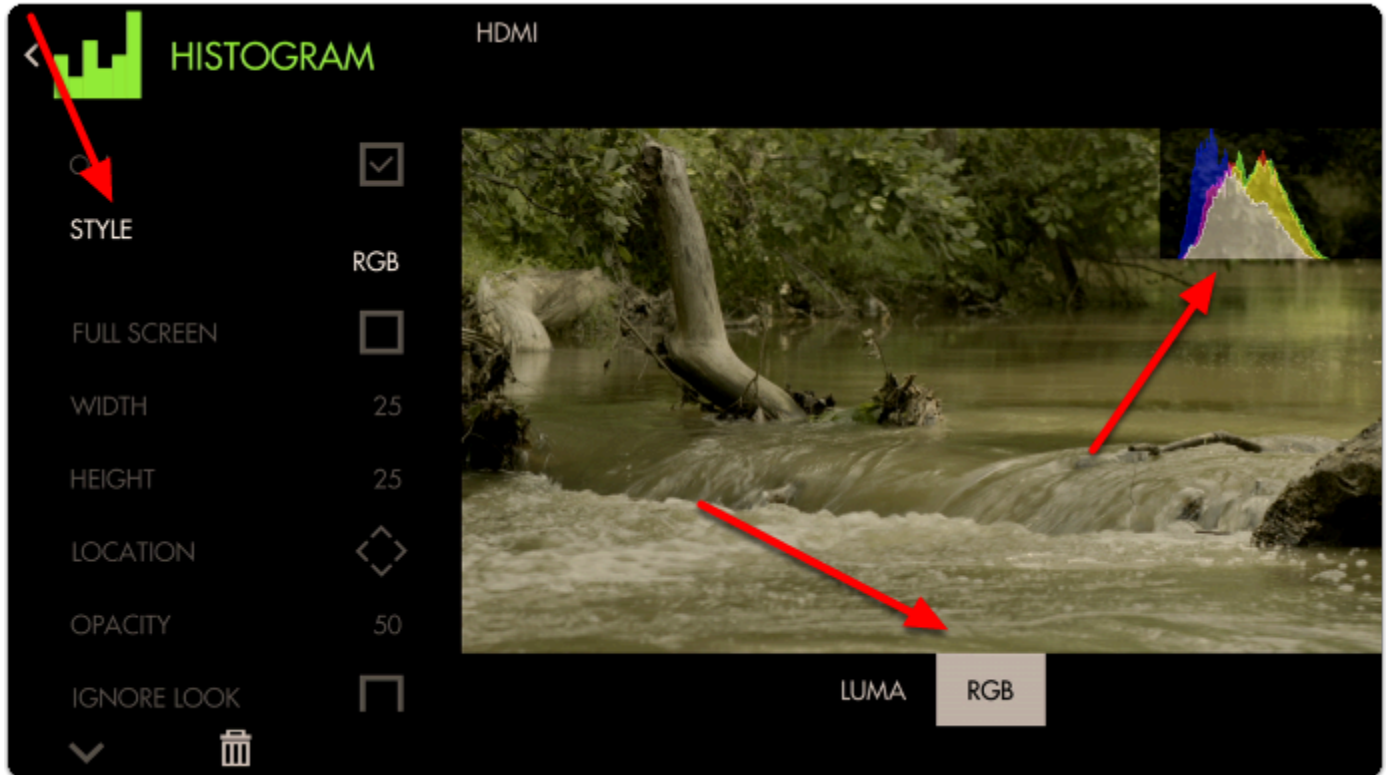 HISTOGRAM
HDMI
STYLE
RGB
FULL SCREEN
WIDTH 25
HEIGHT 25
LOCATION
OPACITY 50
IGNORE LOOK
LUMA RGB